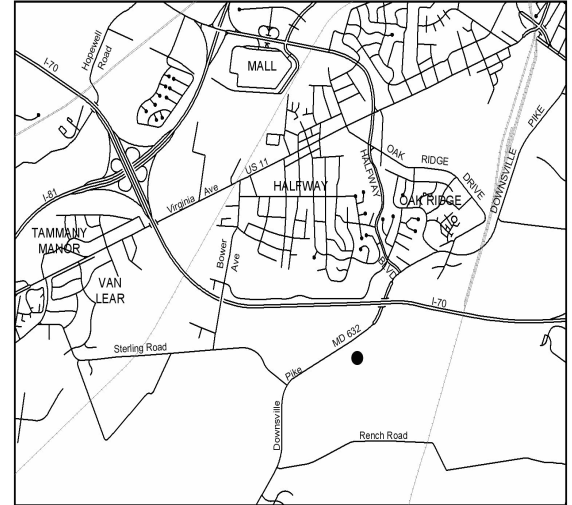 Hopewell
Road
I-70
MALL
PIKE
OAK RIDGE DRIVE
DOWNSVILLE
US 11
HALFWAY
HALFWAY
I-81
Virginia Ave
OAK RIDGE
TAMMANY
MANOR
Bower
Ave
BLVD
VAN
LEAR
I-70
MD 632
Sterling Road
Pike
Downsville
Rench Road